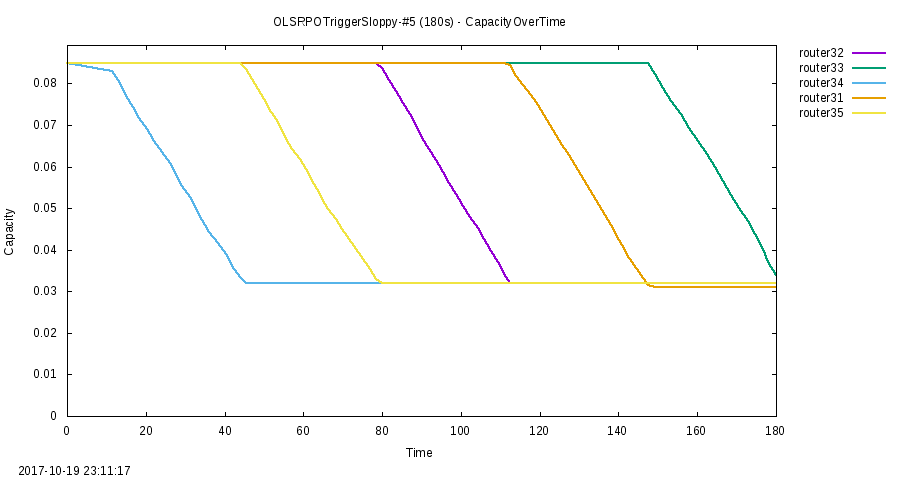 OLSRPOTriggerSloppy-#5 (180s) - CapacityOverTime
router32
router33
router34
router31
router35
0.08
0.07
0.06
0.05
0.04
0.03
0.02
0.01
0
Capacity
0 20 40 60 80 100 120 140 160 180
Time
2017-10-19 23:11:17